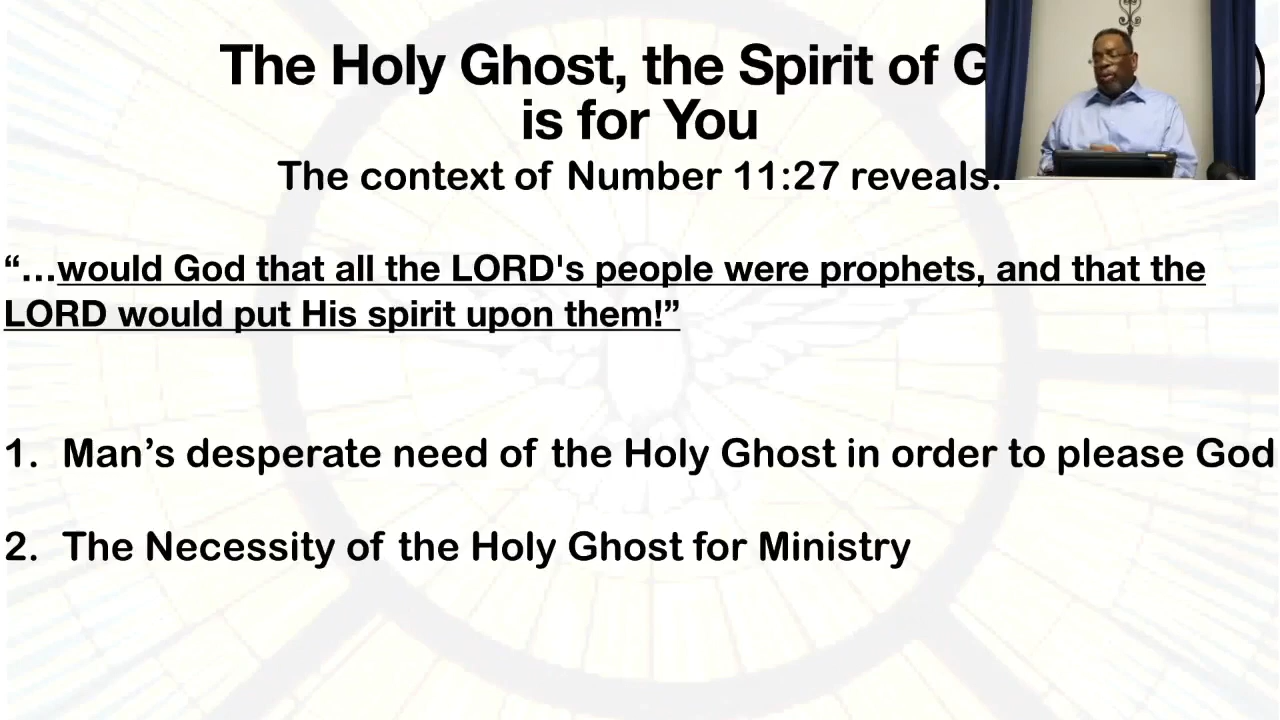 The Holy Ghost, the Spirit of G
is for You
The context of Number 11:27 reveals:
“…would God that all the LORD's people were prophets, and that the
LORD would put His spirit upon them!”
1. Man’s desperate need of the Holy Ghost in order to please God
2. The Necessity of the Holy Ghost for Ministry